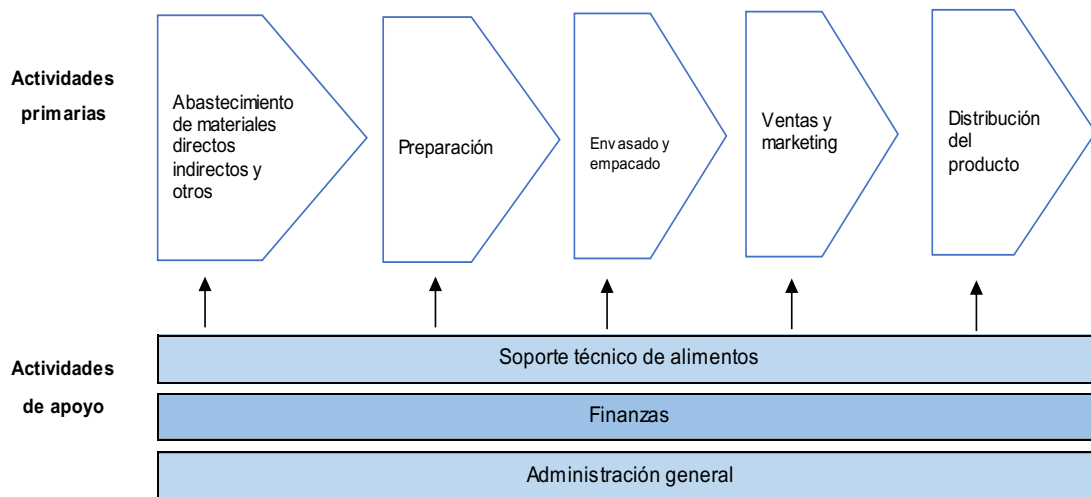 Actividades
primarias
Abastecimiento
de materiales
directos
indirectos y
otros
Preparación
Envasado y
empacado
Ventas y
marketing
Distribución
del
producto
Actividades
de apoyo
Soporte técnico de alimentos
Finanzas
Administración general